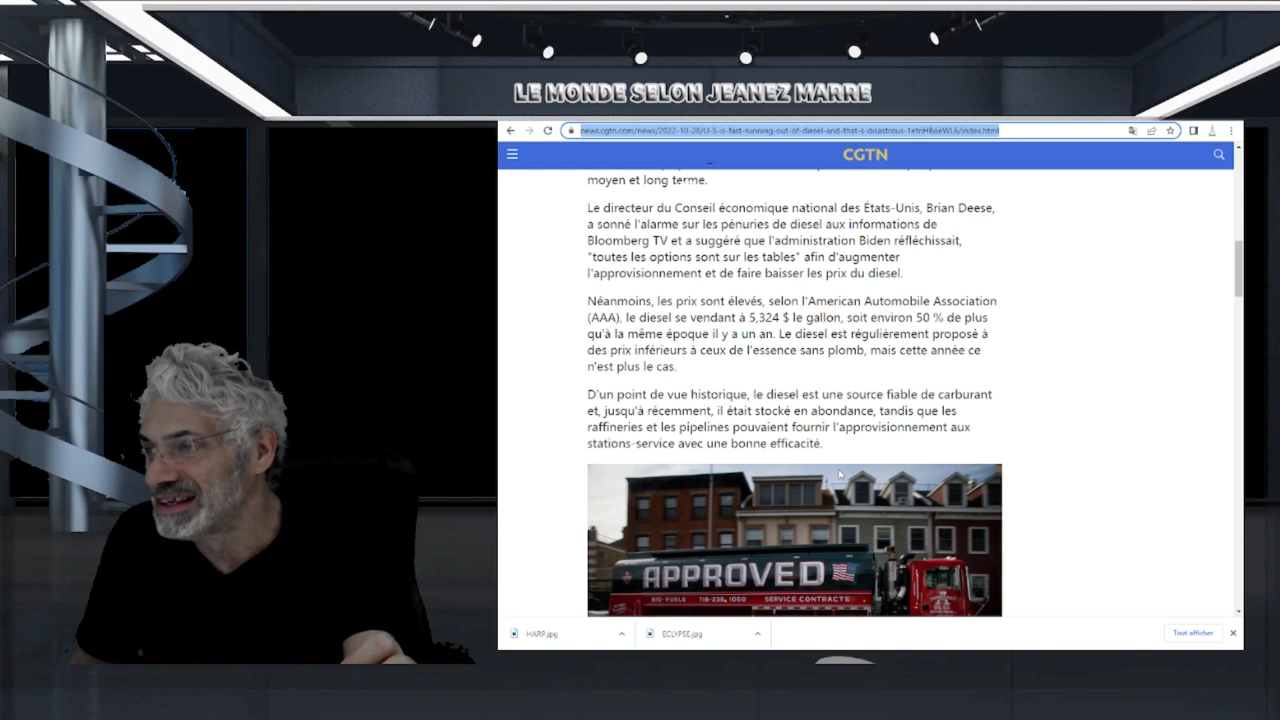 LE MONDE SELON JEANEZ MARRE
news.cgtn.com/news/2022-10-28/U-S-is-fast-running-out-of-diesel-and-that-s-disastrous-1etnHRoeWL6/index.html
CGTN
moyen et long terme.
Le directeur du Conseil économique national des États-Unis, Brian Deese,
a sonné l'alarme sur les pénuries de diesel aux informations de
Bloomberg TV et a suggéré que l'administration Biden réfléchissait,
"toutes les options sont sur les tables" afin d'augmenter
l'approvisionnement et de faire baisser les prix du diesel.
Néanmoins, les prix sont élevés, selon l'American Automobile Association
(AAA), le diesel se vendant à 5,324 $ le gallon, soit environ 50 % de plus
qu'à la même époque il y a un an. Le diesel est régulièrement proposé à
des prix inférieurs à ceux de l'essence sans plomb, mais cette année ce
n'est plus le cas.
D'un point de vue historique, le diesel est une source fiable de carburant
et, jusqu'à récemment, il était stocké en abondance, tandis que les
raffineries et les pipelines pouvaient fournir l'approvisionnement aux
stations-service avec une bonne efficacité.
APPROVED
BIO-FUELS 718-238-1050 SERVICE CONTRACTS
HARP.jpg
ECLYPSE.jpg
Tout afficher